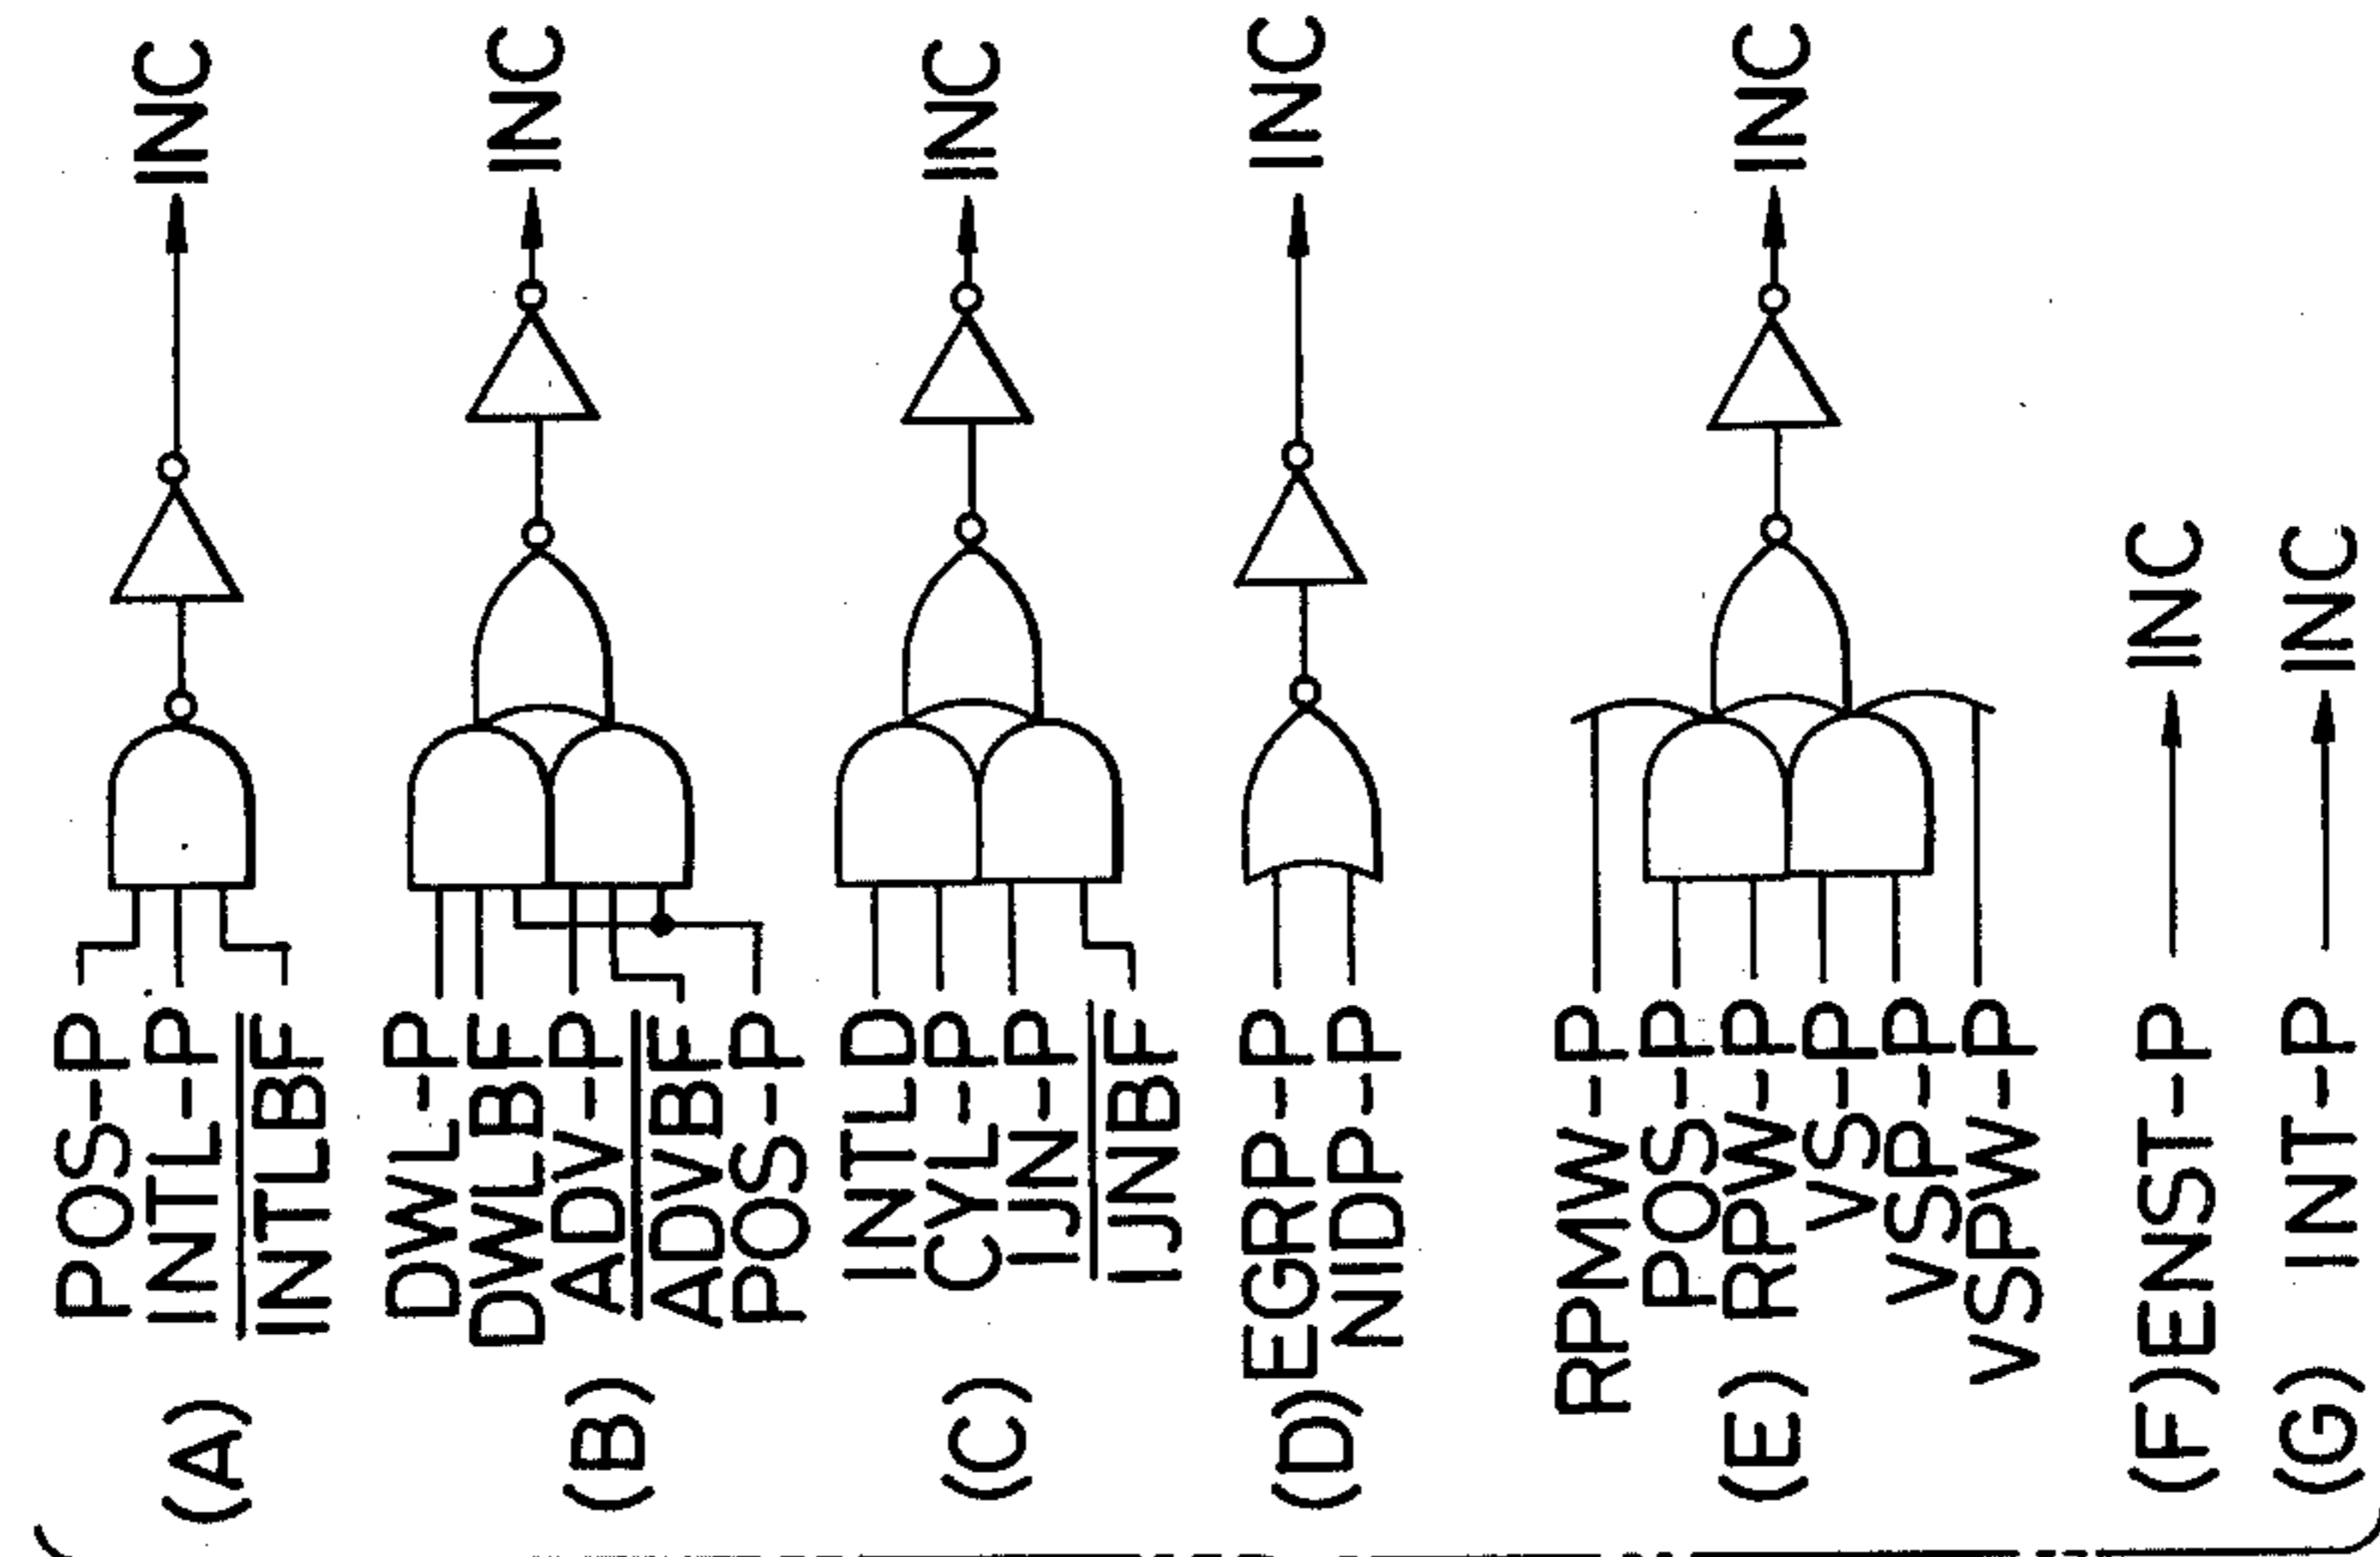 (A)
POS-P
INTL-P
INTLBF
INC
(B)
DWL-P
DWLBF
ADV-P
ADVBF
POS-P
INC
(C)
INTLD
CYL-P
IJN-P
IJNBF
INC
(D)
EGRP-P
NIDP-P
INC
(E)
RPMW-P
POS-P
RPW-P
VS-P
VSP-P
VSPW-P
INC
(F) ENST-P INC
(G) INT-P INC